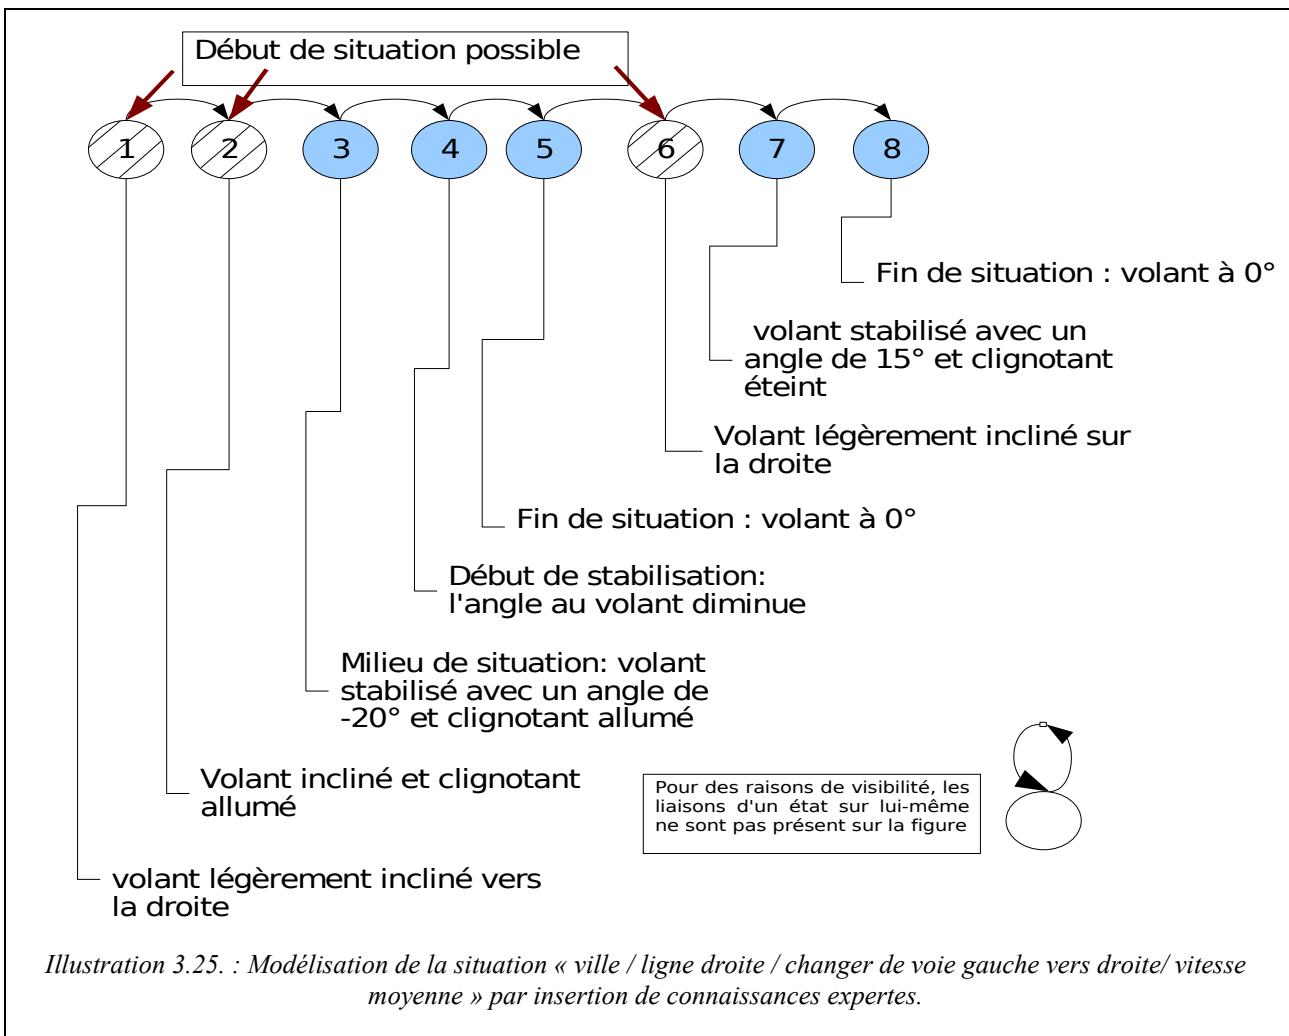 Début de situation possible
1 2 3 4 5 6 7 8
Fin de situation : volant à 0°
volant stabilisé avec un
angle de 15° et clignotant
éteint
Volant légèrement incliné sur
la droite
Fin de situation : volant à 0°
Début de stabilisation:
l'angle au volant diminue
Milieu de situation: volant
stabilisé avec un angle de
-20° et clignotant allumé
Volant incliné et clignotant
allumé
Pour des raisons de visibilité, les
liaisons d'un état sur lui-même
ne sont pas présent sur la figure
volant légèrement incliné vers
la droite
Illustration 3.25. : Modélisation de la situation « ville / ligne droite / changer de voie gauche vers droite/ vitesse
moyenne » par insertion de connaissances expertes.